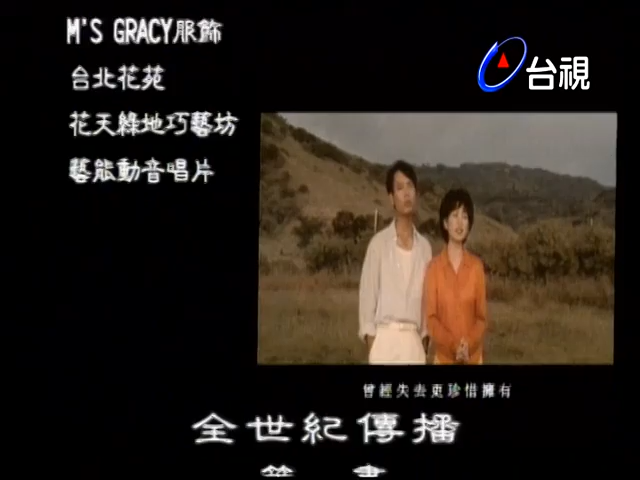 M'S GRACY服飾
台視
台北花苑
花天綠地巧藝坊
藝能動音唱片
曾經失去更珍惜擁有
全世紀傳播